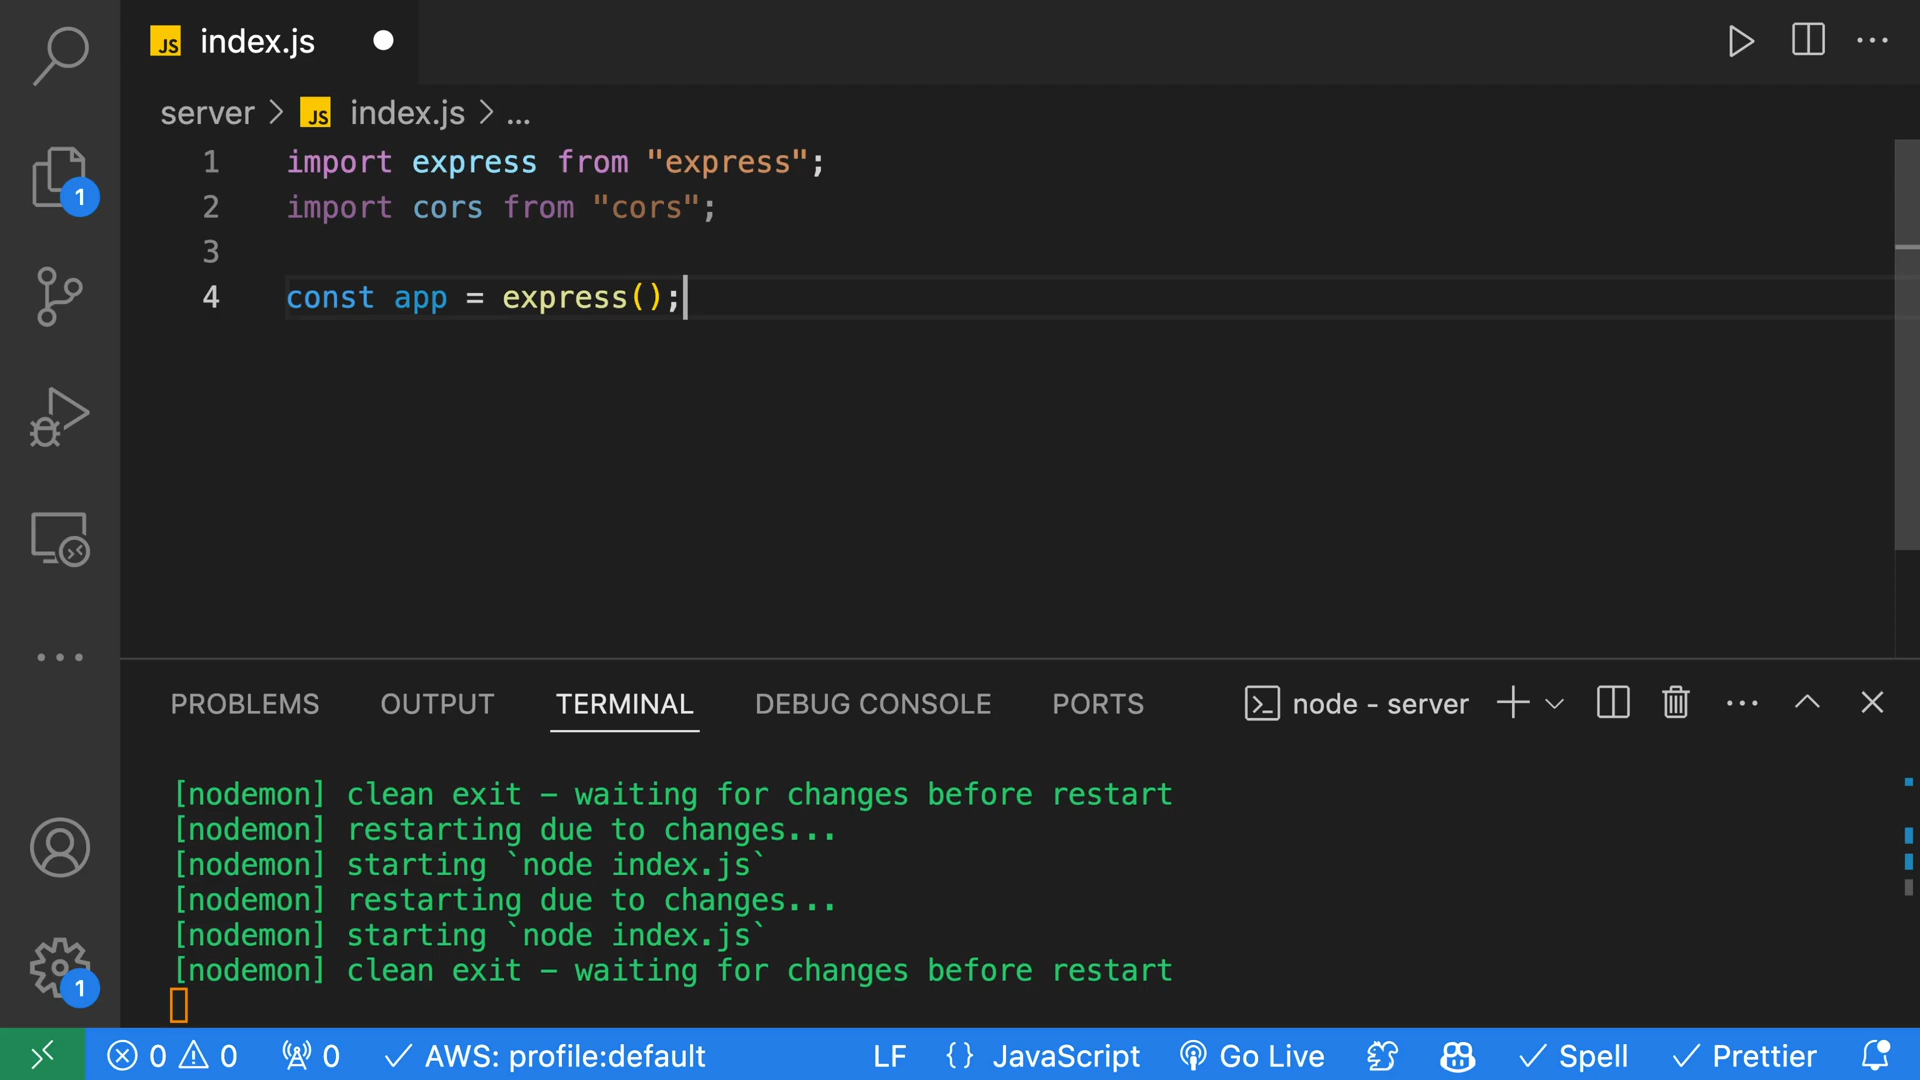 JS index.js
server > JS index.js > ...
1 import express from "express";
2 import cors from "cors";
3
4 const app = express();
1
PROBLEMS OUTPUT TERMINAL DEBUG CONSOLE PORTS node - server
[nodemon] clean exit - waiting for changes before restart
[nodemon] restarting due to changes...
[nodemon] starting `node index.js`
[nodemon] restarting due to changes...
[nodemon] starting `node index.js`
[nodemon] clean exit - waiting for changes before restart
1
0 0 0 AWS: profile:default LF {} JavaScript Go Live Spell Prettier